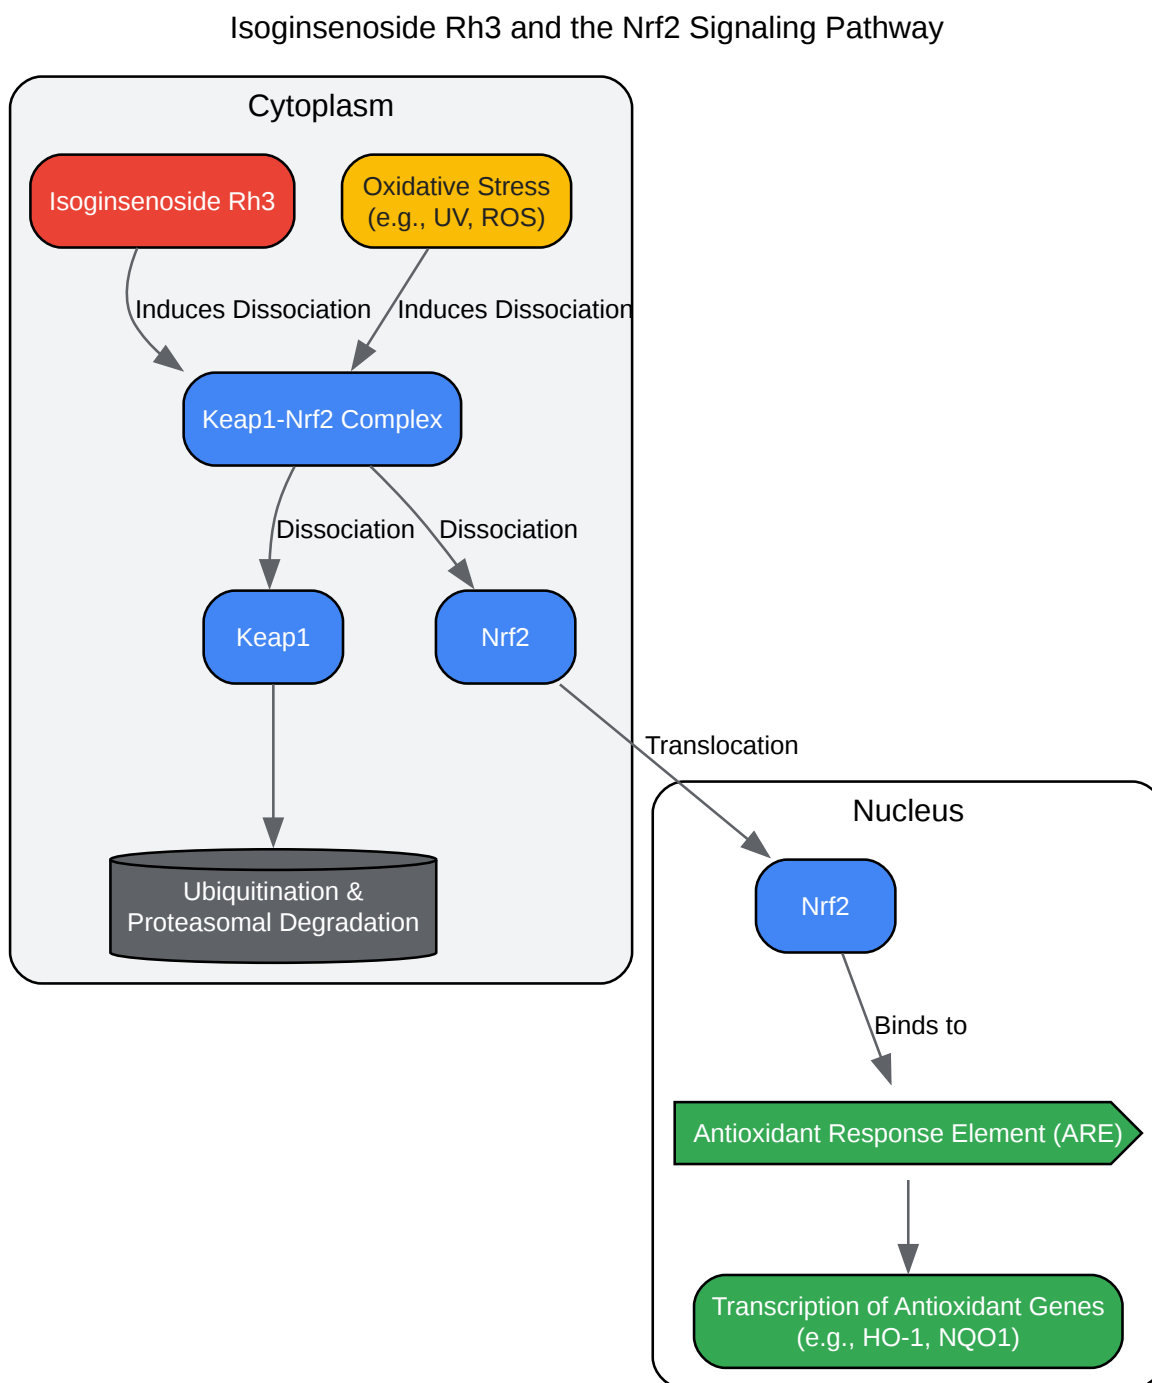 Isoginsenoside Rh3 and the Nrf2 Signaling Pathway
Cytoplasm
Isoginsenoside Rh3
Oxidative Stress
(e.g., UV, ROS)
Induces Dissociation
Induces Dissociation
Keap1-Nrf2 Complex
Dissociation
Dissociation
Keap1
Nrf2
Translocation
Nucleus
Ubiquitination &
Proteasomal Degradation
Nrf2
Binds to
Antioxidant Response Element (ARE)
Transcription of Antioxidant Genes
(e.g., HO-1, NQO1)